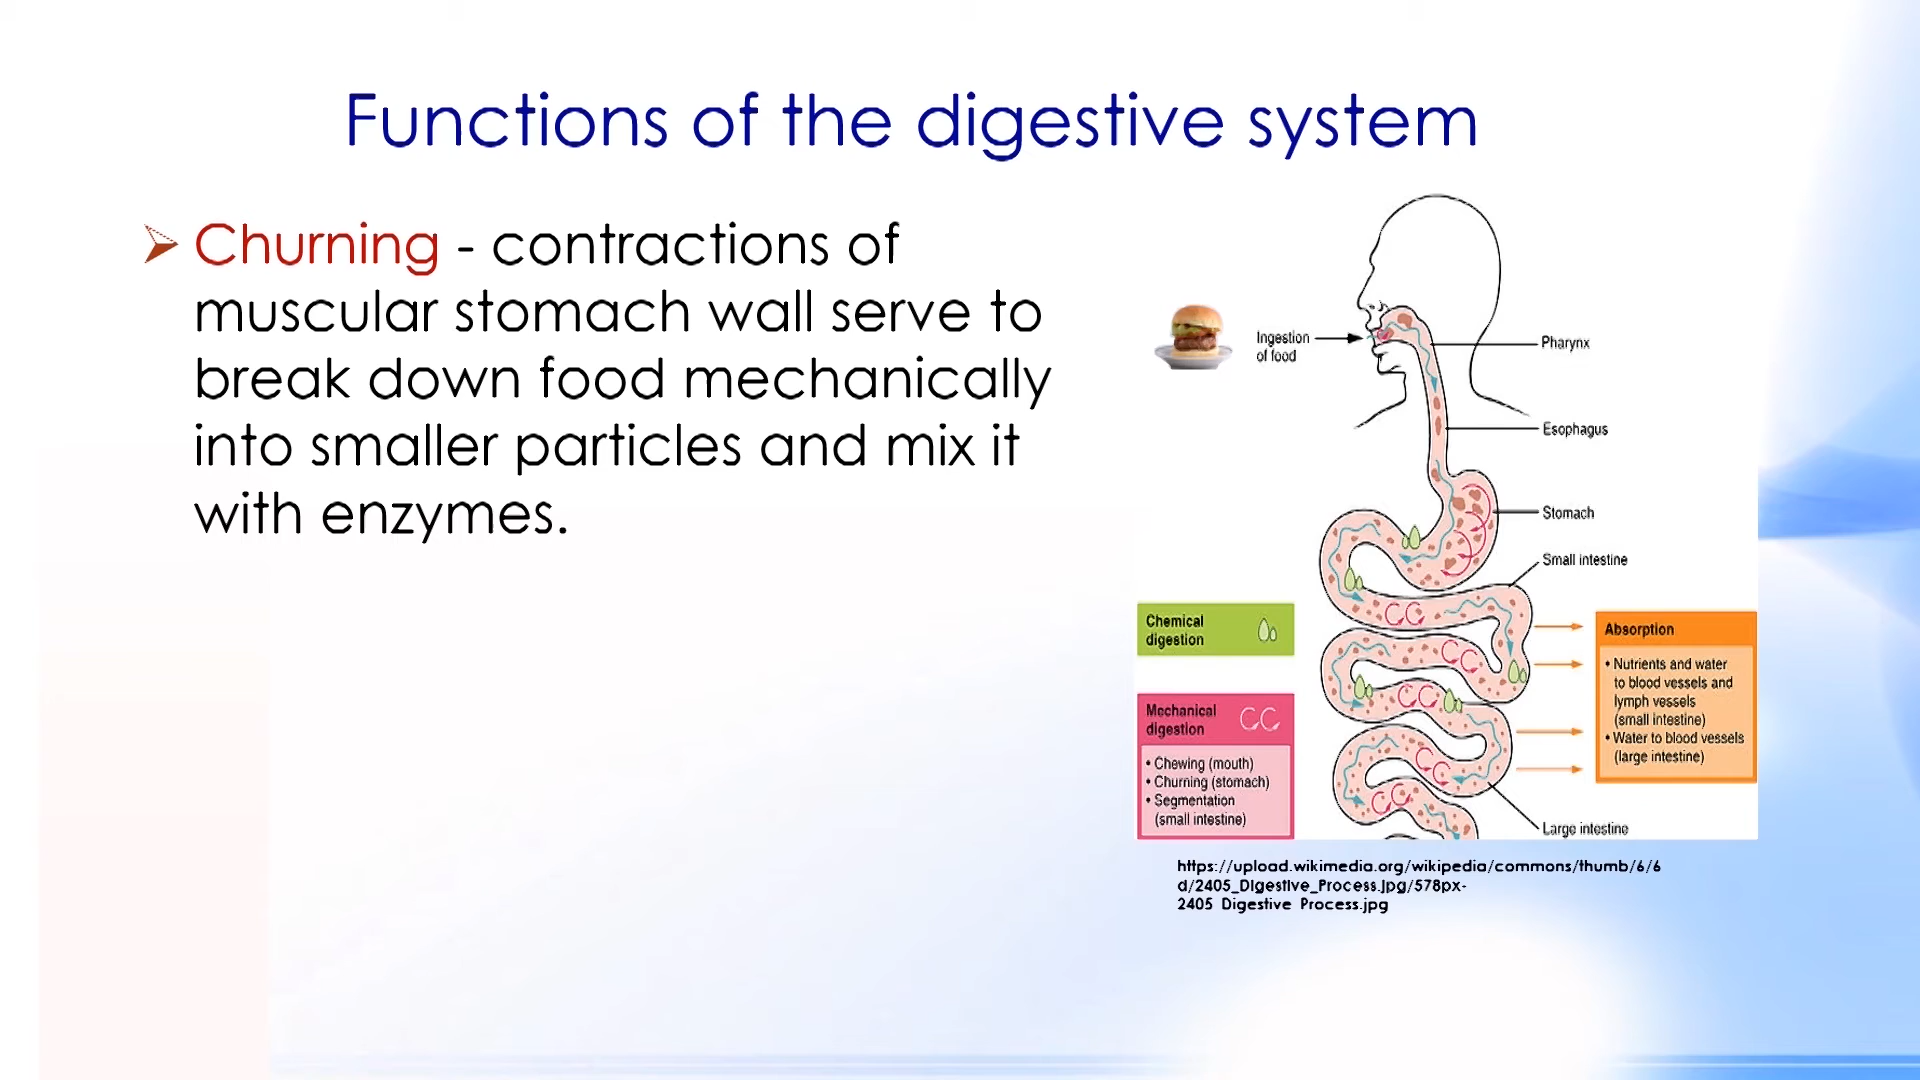 Functions of the digestive system
Churning - contractions of
muscular stomach wall serve to
break down food mechanically
into smaller particles and mix it
with enzymes.
Ingestion
of food
Pharynx
Esophagus
Stomach
Small intestine
Chemical
digestion
Mechanical
digestion
• Chewing (mouth)
• Churning (stomach)
• Segmentation
(small intestine)
Absorption
• Nutrients and water
to blood vessels and
lymph vessels
(small intestine)
• Water to blood vessels
(large intestine)
Large intestine
https://upload.wikimedia.org/wikipedia/commons/thumb/6/6
d/2405_Digestive_Process.jpg/578px-
2405_Digestive_Process.jpg